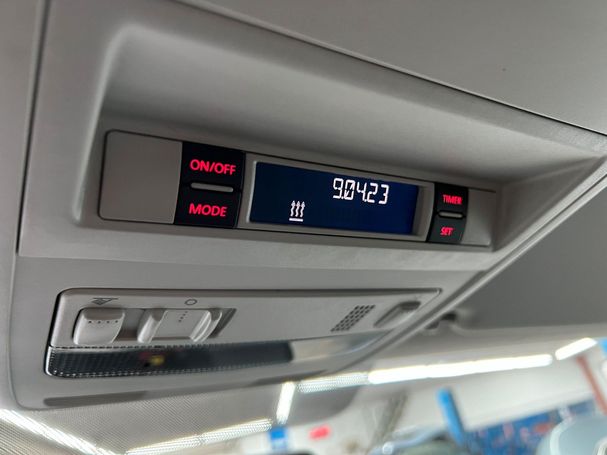 ON/OFF
MODE
9.04.23
TIMER
SET